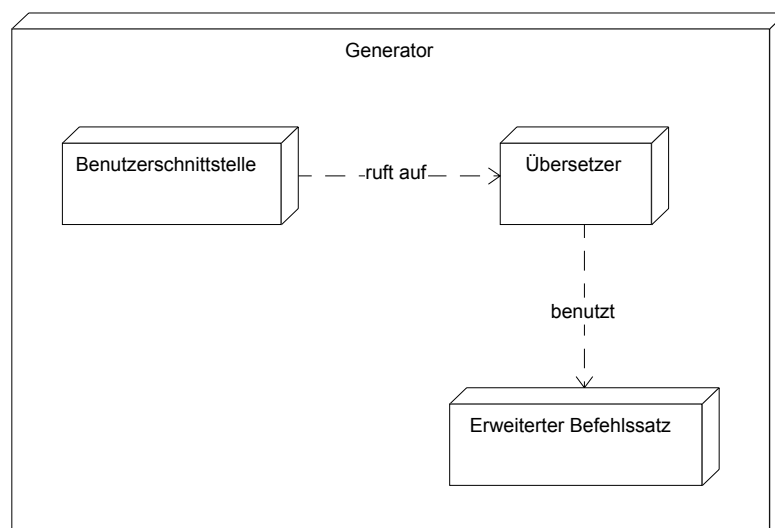 Generator
Benutzerschnittstelle
ruft auf
Übersetzer
benutzt
Erweiterter Befehlssatz